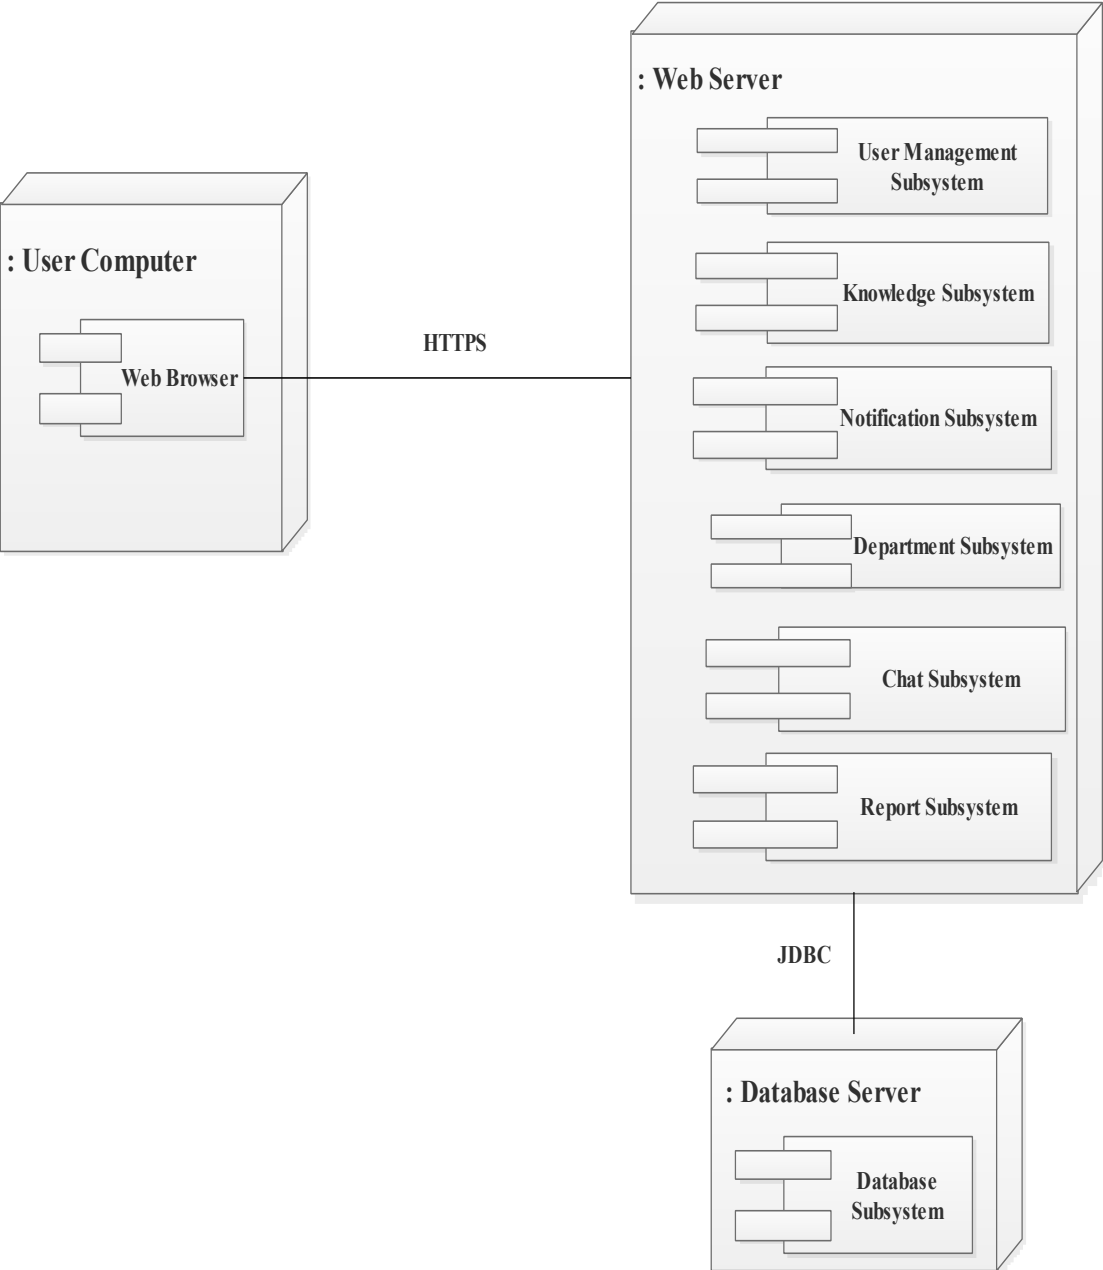 : Web Server
User Management
Subsystem
: User Computer
Knowledge Subsystem
HTTPS
Web Browser
Notification Subsystem
Department Subsystem
Chat Subsystem
Report Subsystem
JDBC
: Database Server
Database
Subsystem